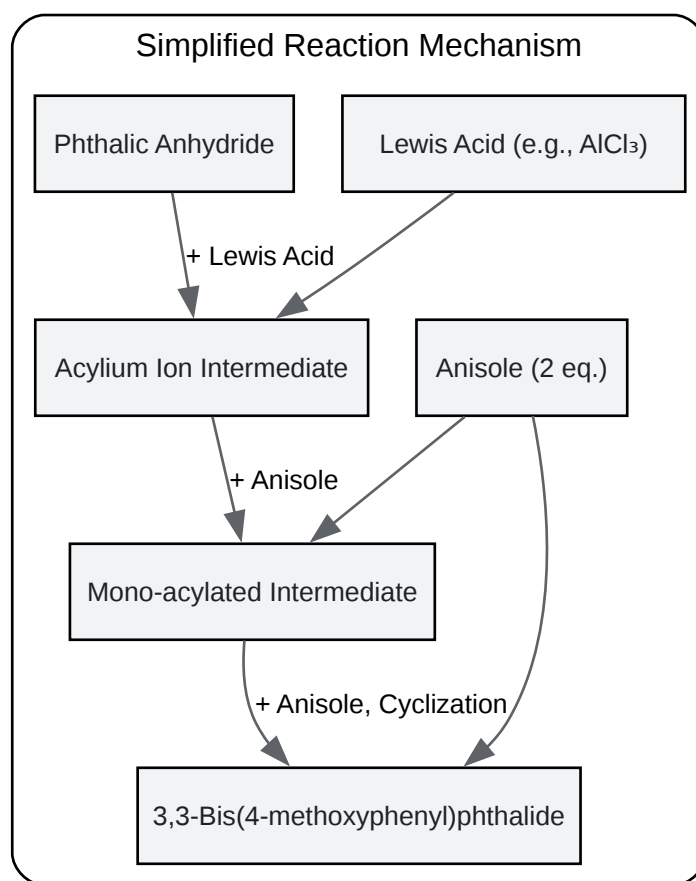 Simplified Reaction Mechanism
Phthalic Anhydride
Lewis Acid (e.g., AlCl₃)
+ Lewis Acid
Acylium Ion Intermediate
Anisole (2 eq.)
+ Anisole
Mono-acylated Intermediate
+ Anisole, Cyclization
3,3-Bis(4-methoxyphenyl)phthalide